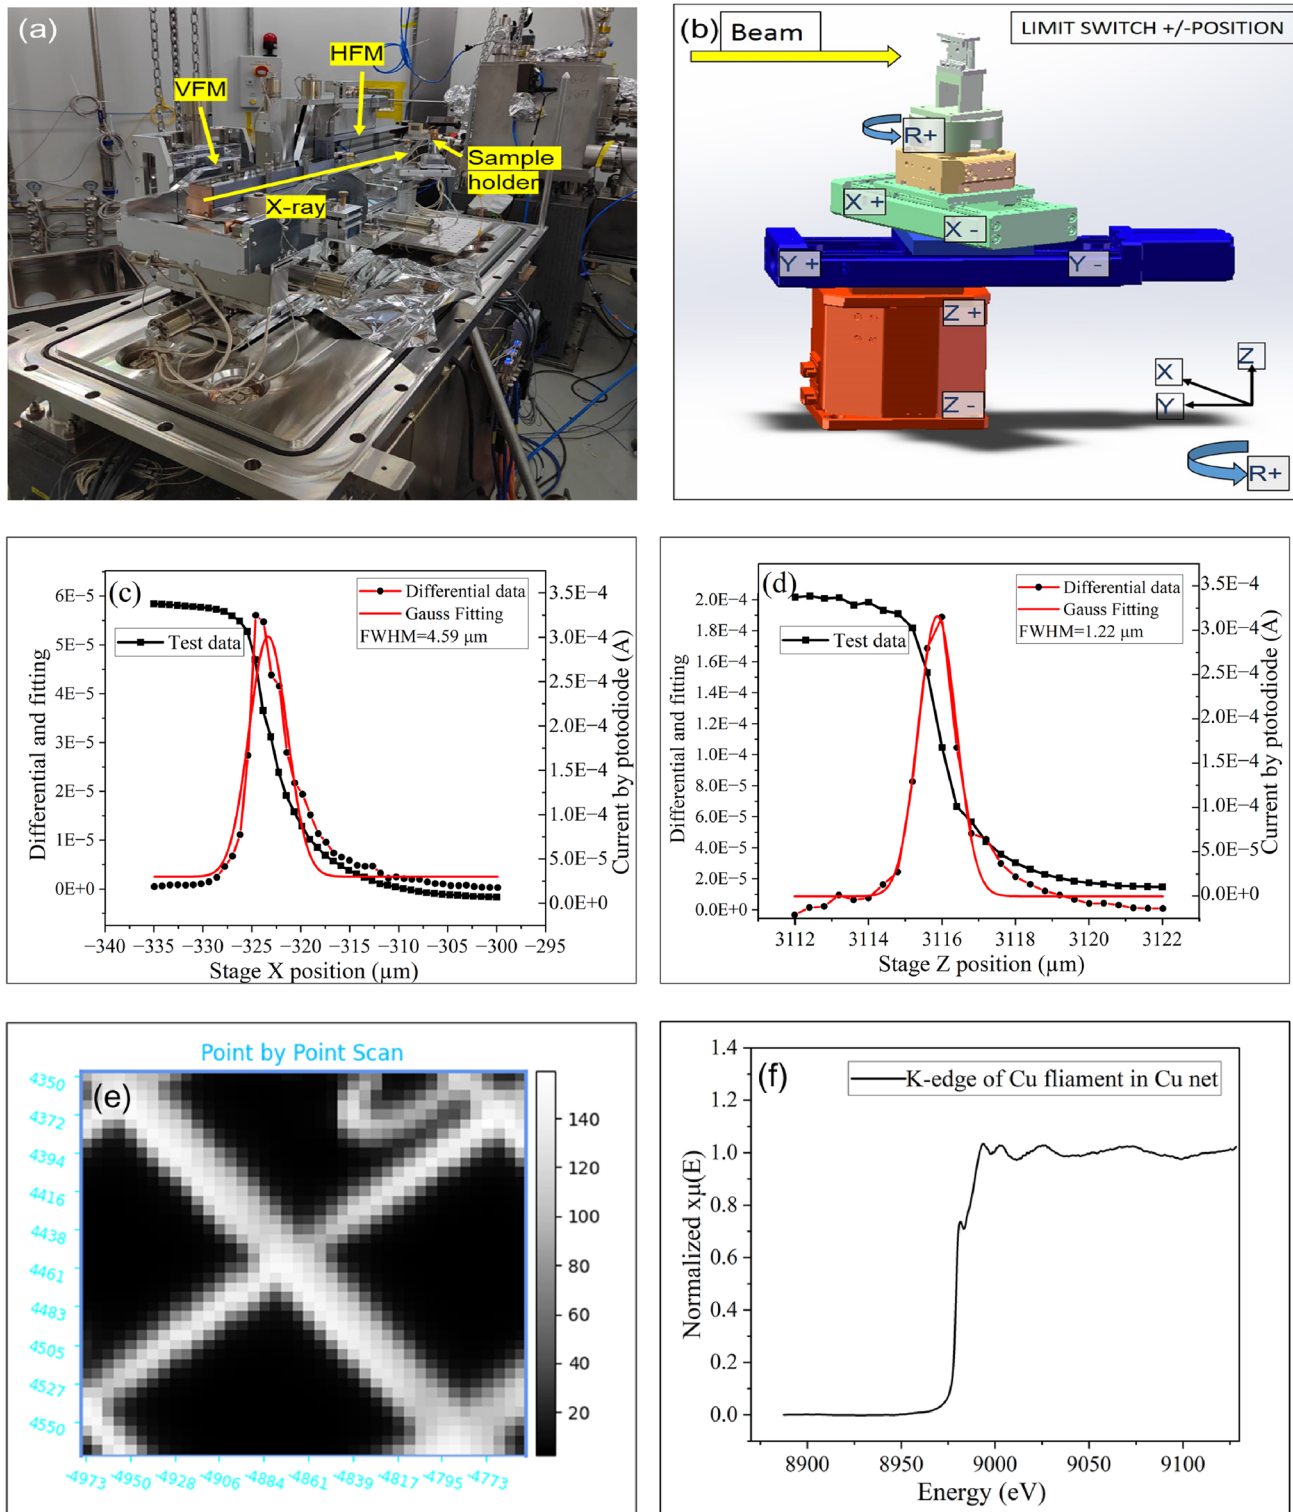 (a)
HFM
VFM
Sample
holder
X-ray
(b)
Beam
LIMIT SWITCH +/-POSITION
R+
X +
X -
Y +
Y -
Z +
Z -
X
Y
Z
R+
(c)
Differential data
Gauss Fitting
FWHM=4.59 µm
Test data
6E−5
5E−5
4E−5
3E−5
2E−5
1E−5
0E+0
Differential and fitting
3.5E−4
3.0E−4
2.5E−4
2.0E−4
1.5E−4
1.0E−4
5.0E−5
0.0E+0
Current by ptotodiode (A)
−340 −335 −330 −325 −320 −315 −310 −305 −300 −295
Stage X position (µm)
(d)
Differential data
Gauss Fitting
FWHM=1.22 µm
Test data
2.0E−4
1.8E−4
1.6E−4
1.4E−4
1.2E−4
1.0E−4
8.0E−5
6.0E−5
4.0E−5
2.0E−5
0.0E+0
Differential and fitting
3.5E−4
3.0E−4
2.5E−4
2.0E−4
1.5E−4
1.0E−4
5.0E−5
0.0E+0
Current by ptotodiode (A)
3112 3114 3116 3118 3120 3122
Stage Z position (µm)
Point by Point Scan
(e)
4350
4372
4394
4416
4438
4461
4483
4505
4527
4550
-4973 -4950 -4928 -4906 -4884 -4861 -4839 -4817 -4795 -4773
140
120
100
80
60
40
20
(f)
K-edge of Cu fliament in Cu net
1.4
1.2
1.0
0.8
0.6
0.4
0.2
0.0
Normalized xµ(E)
8900 8950 9000 9050 9100
Energy (eV)